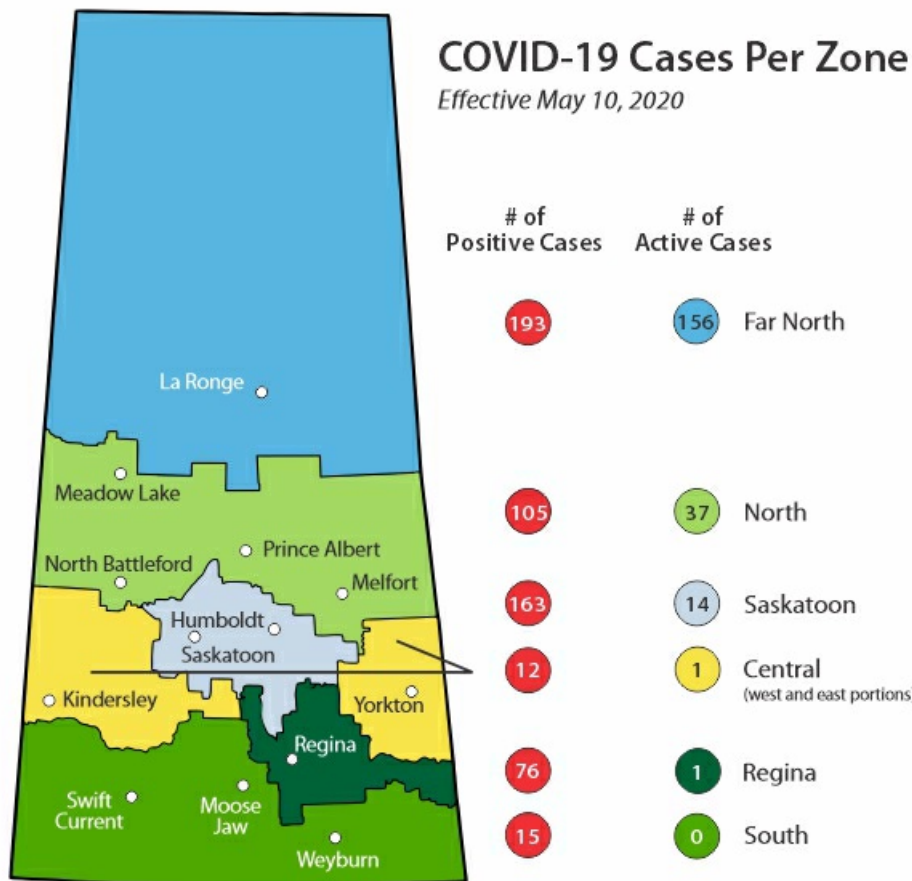 COVID-19 Cases Per Zone
Effective May 10, 2020
# of
Positive Cases
# of
Active Cases
193
156
Far North
La Ronge
Meadow Lake
105
37
North
Prince Albert
North Battleford
Melfort
163
14
Saskatoon
Humboldt
Saskatoon
12
1
Central
(west and east portions)
Kindersley
Yorkton
Regina
76
1
Regina
Swift
Current
Moose
Jaw
15
0
South
Weyburn